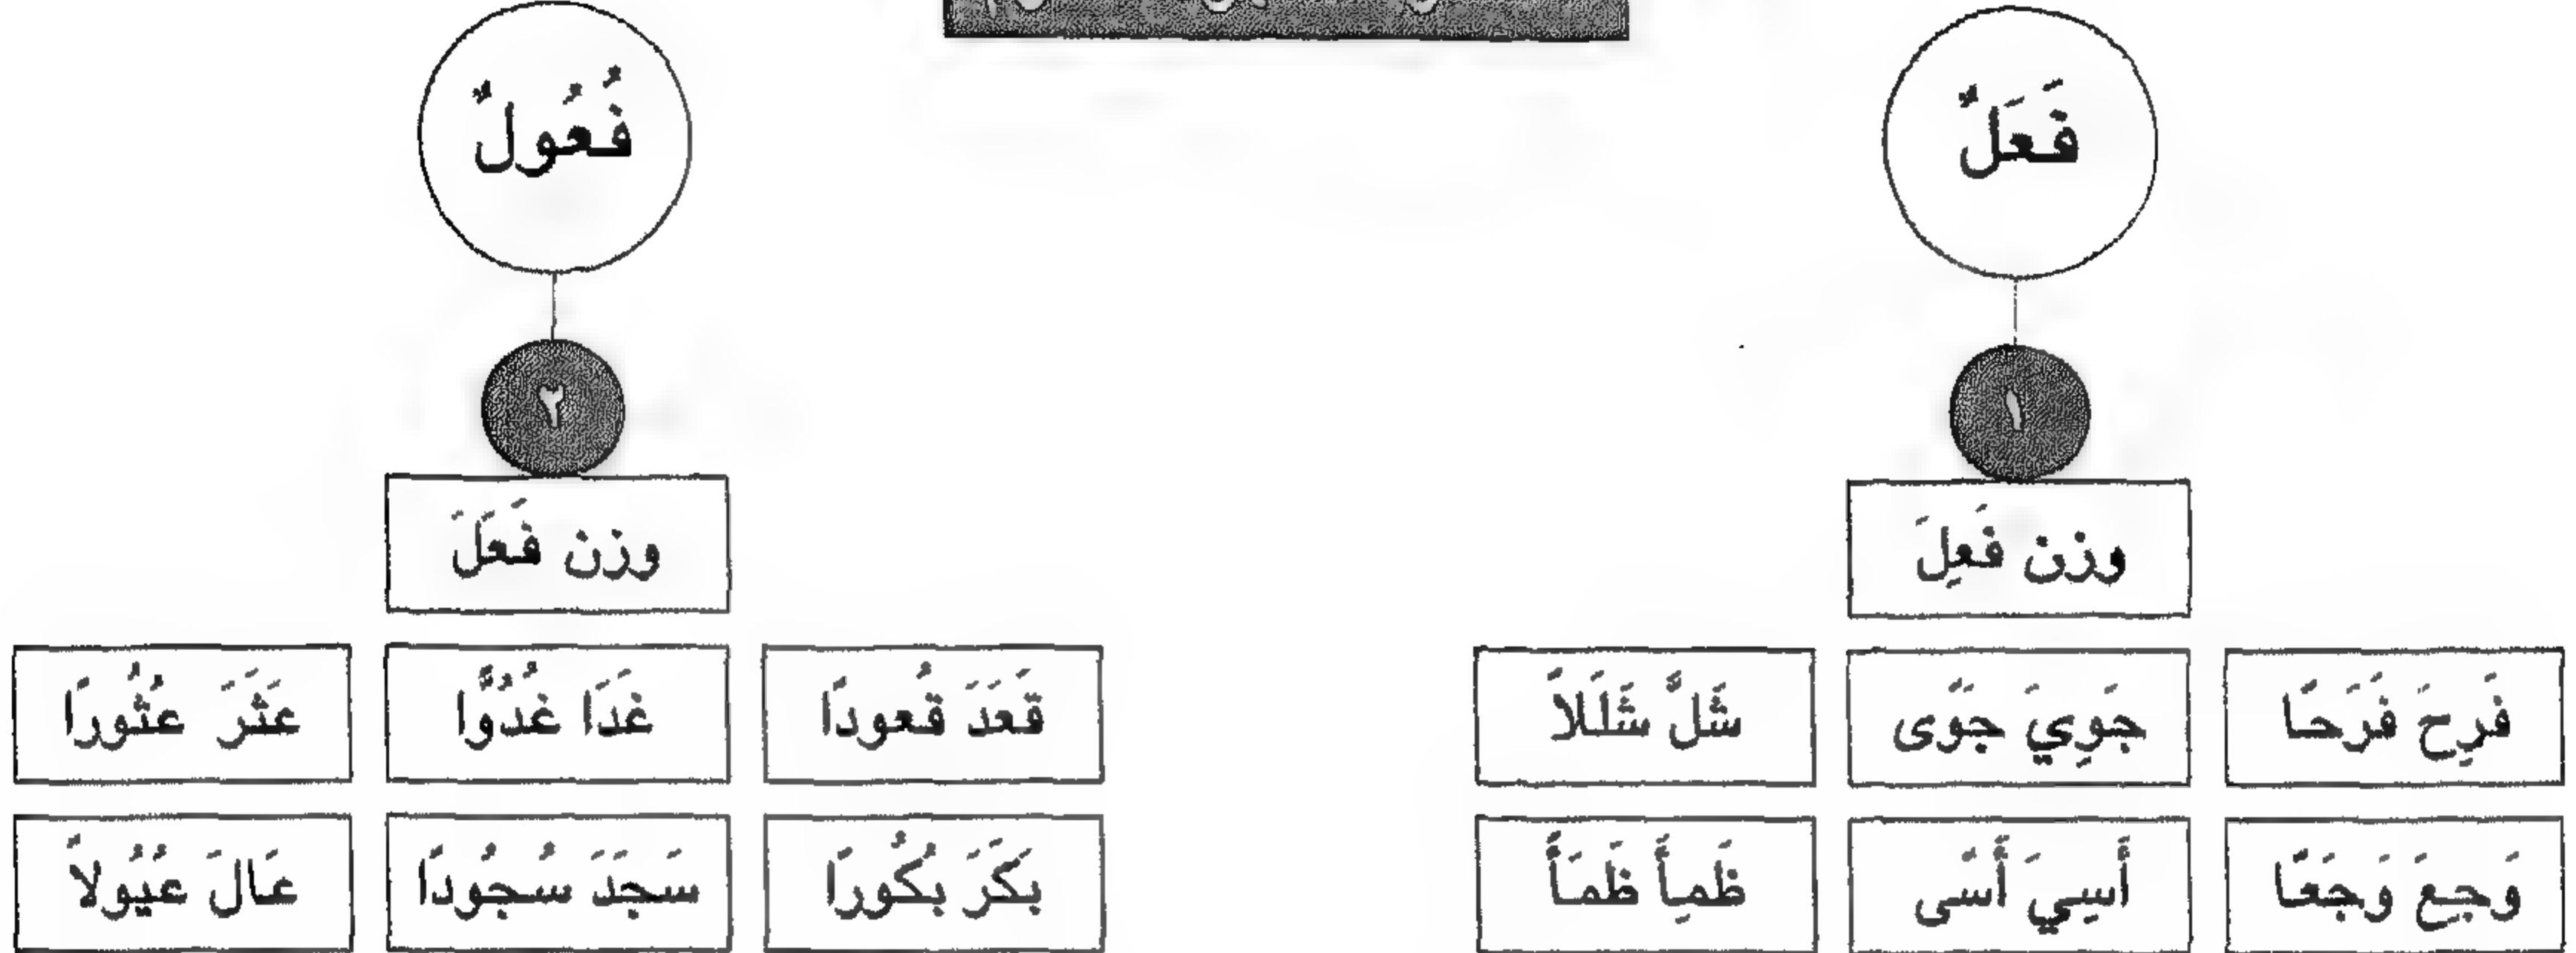 فَعَلٌ
فُعُولٌ
١
٢
وزن فَعِلَ
وزن فَعَلَ
فَرِحَ فَرَحًا
جَوِيَ جَوًى
شَلَّ شَلَلاً
قَعَدَ قُعودًا
غَدَا غُدُوًّا
عَثَرَ عُثُورًا
وَجِعَ وَجَعًا
أَسِيَ أَسًى
ظَمِأَ ظَمَأً
بَكَرَ بُكُورًا
سَجَدَ سُجُودًا
عَالَ عُيُولاً